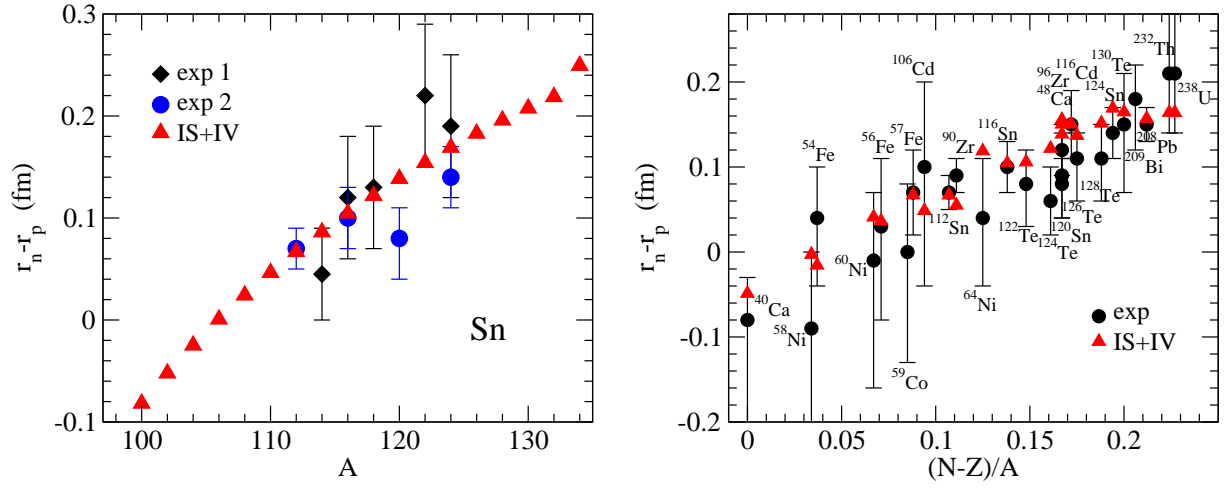 r_n-r_p (fm)
0.2
0.1
0
-0.1
100
110
120
130
A
exp 1
exp 2
IS+IV
Sn
r_n-r_p (fm)
0.2
0.1
0
-0.1
-0.2
0
0.05
0.1
0.15
0.2
(N-Z)/A
232Th
130Te
116Cd
106Cd
96Zr
124Sn
238U
48Ca
57Fe
116Sn
56Fe
90Zr
54Fe
208Pb
209Bi
128Te
126Te
112Sn
122Te
120Sn
124Te
60Ni
64Ni
40Ca
58Ni
59Co
exp
IS+IV